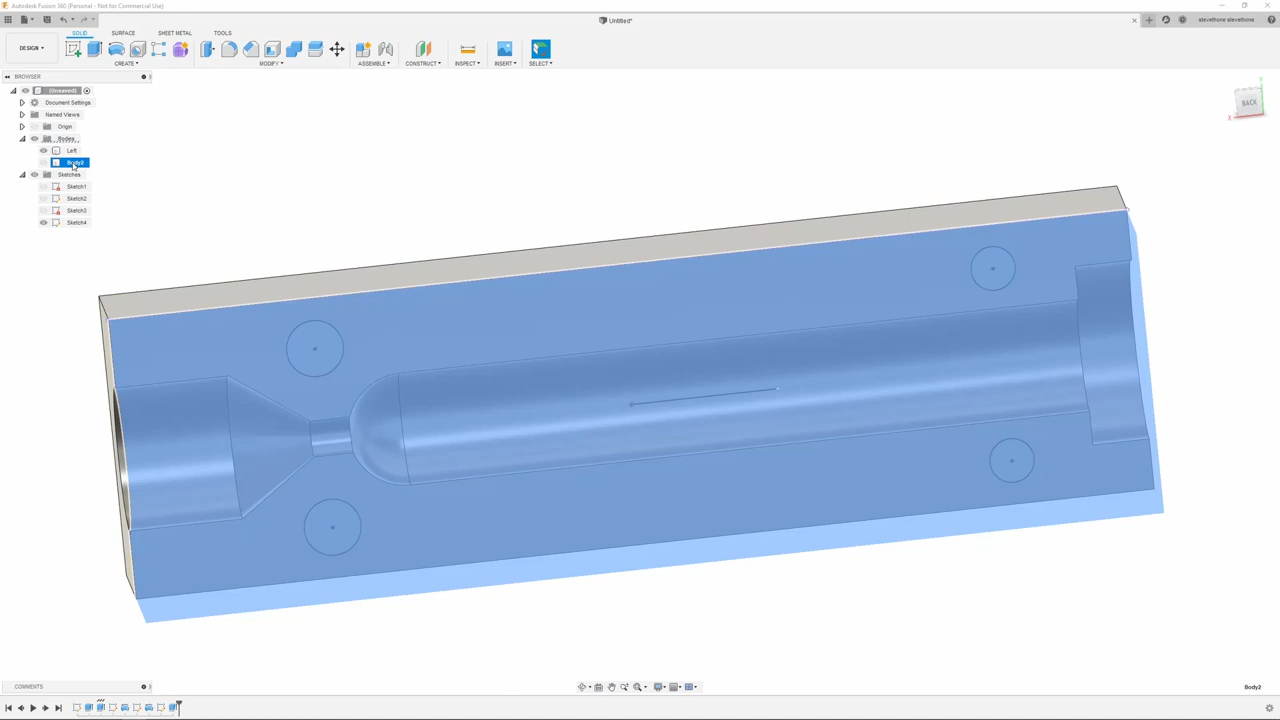 Autodesk Fusion 360 (Personal - Not for Commercial Use)
Untitled*
stevethone stevethone
DESIGN
SOLID
SURFACE
SHEET METAL
TOOLS
CREATE
MODIFY
ASSEMBLE
CONSTRUCT
INSPECT
INSERT
SELECT
BROWSER
(Unsaved)
Document Settings
Named Views
Origin
Bodies
Left
Body2
Sketches
Sketch1
Sketch2
Sketch3
Sketch4
BACK
X
COMMENTS
Body2